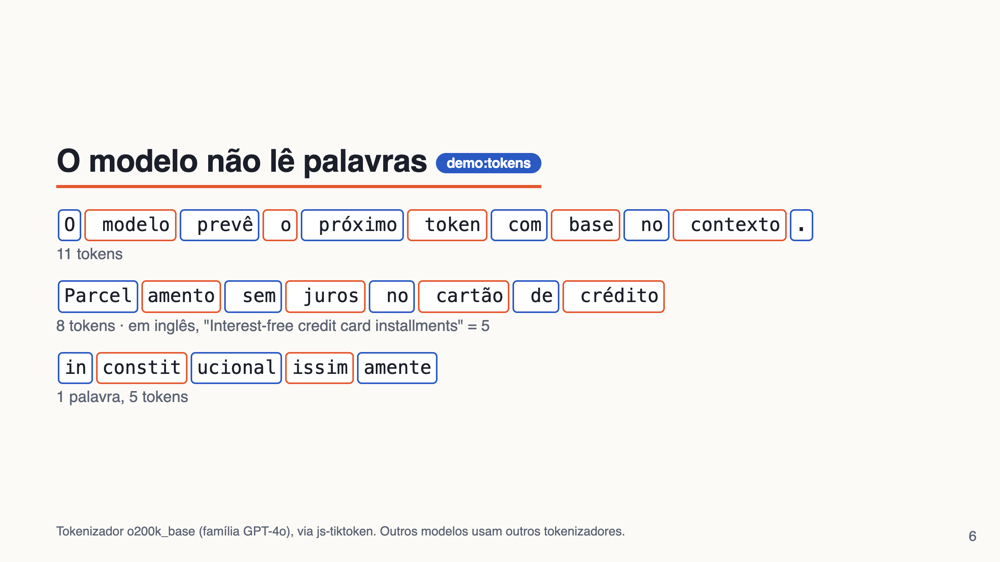 O modelo não lê palavras demo:tokens
O modelo prevê o próximo token com base no contexto .
11 tokens
Parcel amento sem juros no cartão de crédito
8 tokens · em inglês, "Interest-free credit card installments" = 5
in constit ucional issim amente
1 palavra, 5 tokens
Tokenizador o200k_base (família GPT-4o), via js-tiktoken. Outros modelos usam outros tokenizadores.
6